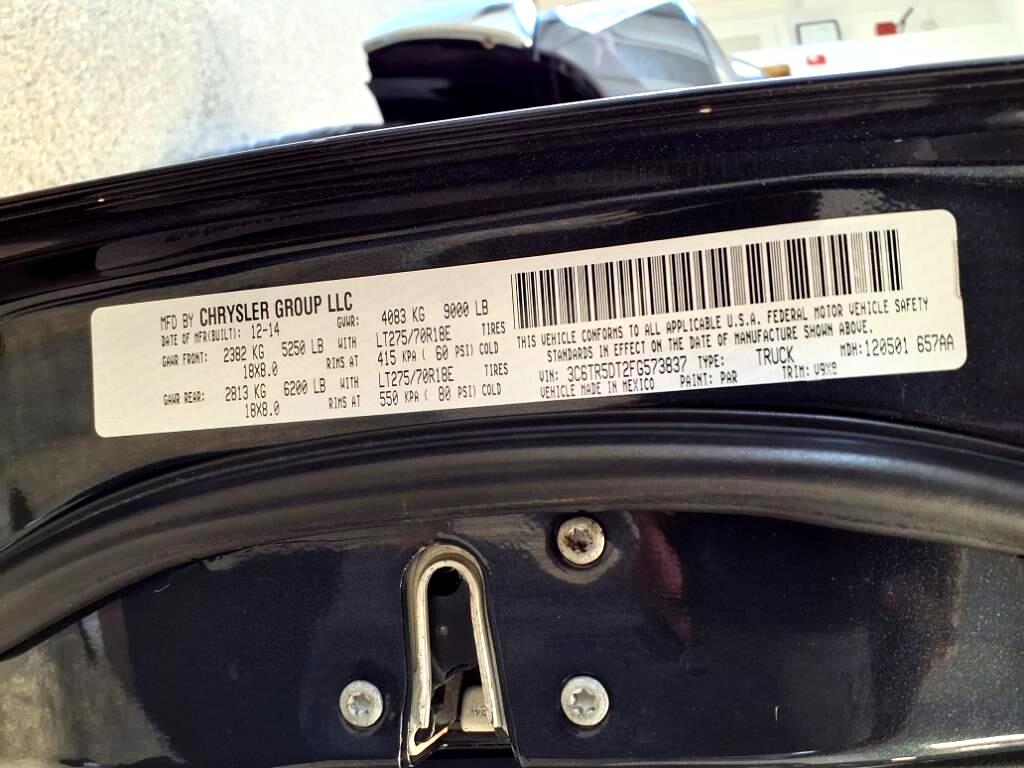 MFD BY CHRYSLER GROUP LLC
DATE OF MFR(BUILT): 12-14 GVWR: 4083 KG 9000 LB
GAWR FRONT: 2382 KG 5250 LB WITH LT275/70R18E TIRES
18X8.0 RIMS AT 415 KPA ( 60 PSI) COLD
GAWR REAR: 2813 KG 6200 LB WITH LT275/70R18E TIRES
18X8.0 RIMS AT 550 KPA ( 80 PSI) COLD
THIS VEHICLE CONFORMS TO ALL APPLICABLE U.S.A. FEDERAL MOTOR VEHICLE SAFETY
STANDARDS IN EFFECT ON THE DATE OF MANUFACTURE SHOWN ABOVE.
VIN: 3C6TR5DT2FG573837 TYPE: TRUCK MDH:120501 657AA
VEHICLE MADE IN MEXICO PAINT: PAR TRIM: V9X8